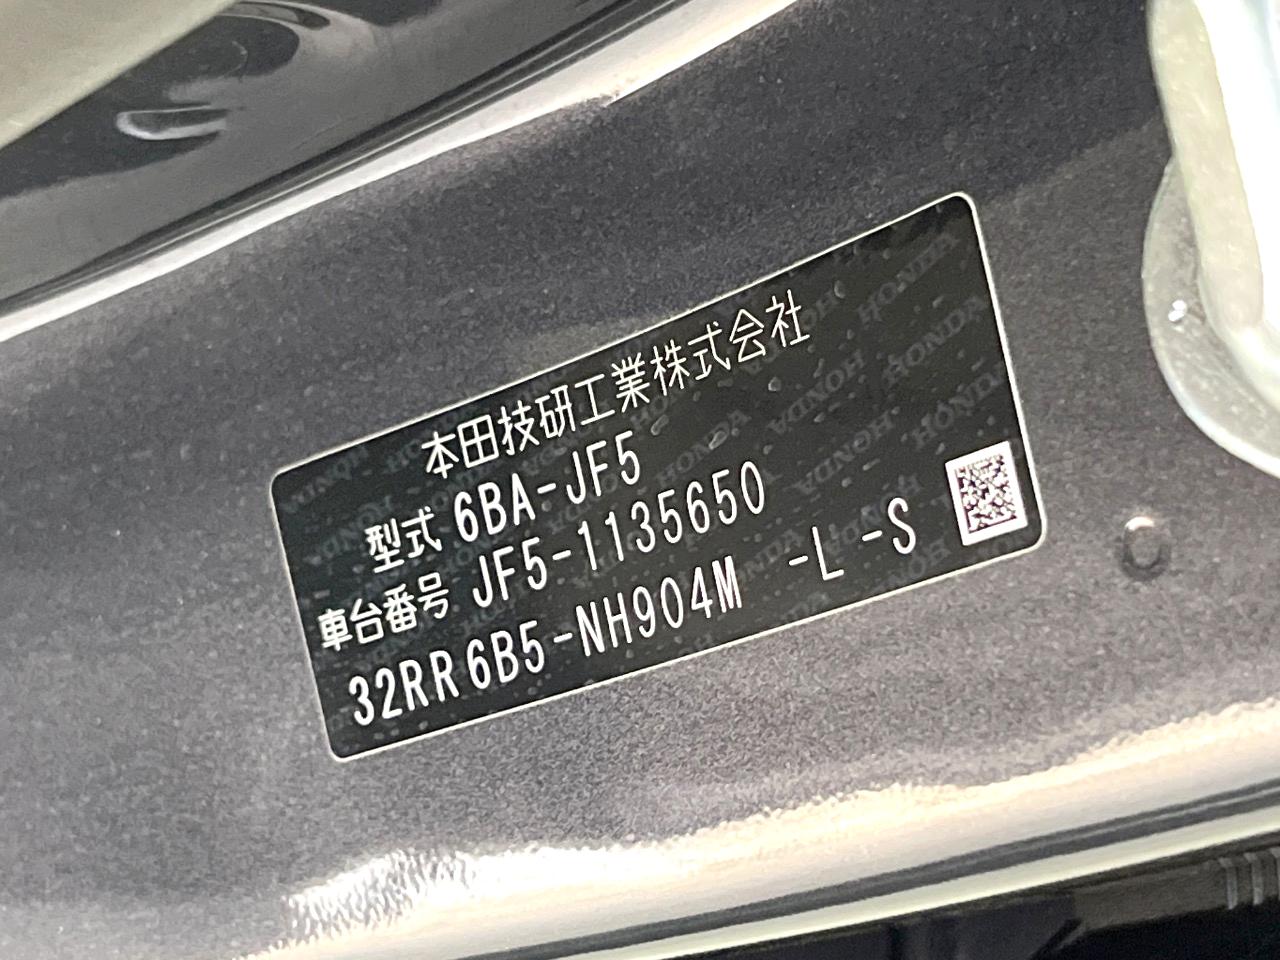 本田技研工業株式会社
型式 6BA-JF5
車台番号 JF5-1135650
32RR 6B5-NH904M -L -S